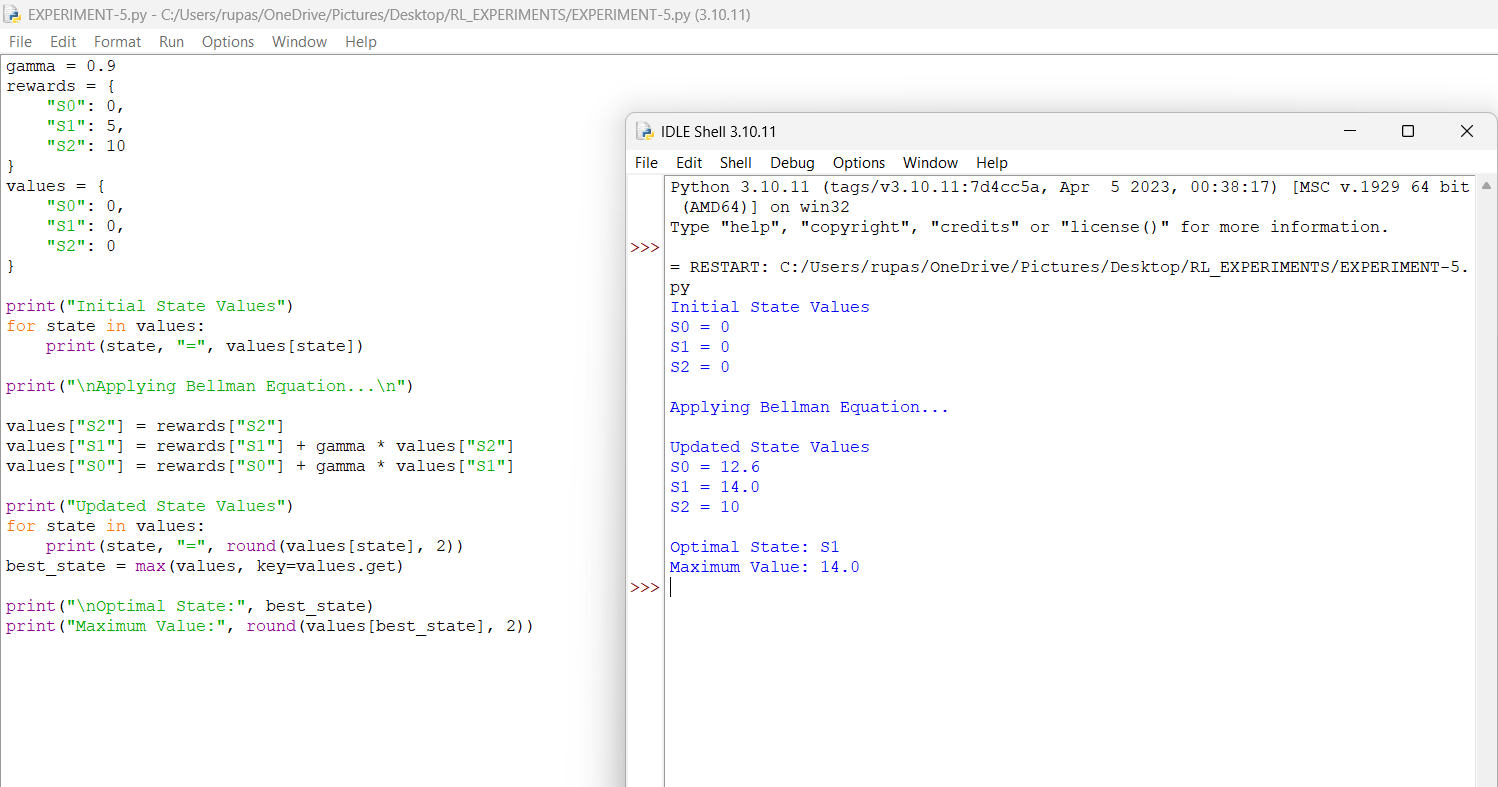 EXPERIMENT-5.py - C:/Users/rupas/OneDrive/Pictures/Desktop/RL_EXPERIMENTS/EXPERIMENT-5.py (3.10.11)
File Edit Format Run Options Window Help
gamma = 0.9
rewards = {
    "S0": 0,
    "S1": 5,
    "S2": 10
}
values = {
    "S0": 0,
    "S1": 0,
    "S2": 0
}

print("Initial State Values")
for state in values:
    print(state, "=", values[state])

print("\nApplying Bellman Equation...\n")

values["S2"] = rewards["S2"]
values["S1"] = rewards["S1"] + gamma * values["S2"]
values["S0"] = rewards["S0"] + gamma * values["S1"]

print("Updated State Values")
for state in values:
    print(state, "=", round(values[state], 2))
best_state = max(values, key=values.get)

print("\nOptimal State:", best_state)
print("Maximum Value:", round(values[best_state], 2))
IDLE Shell 3.10.11
File Edit Shell Debug Options Window Help
Python 3.10.11 (tags/v3.10.11:7d4cc5a, Apr  5 2023, 00:38:17) [MSC v.1929 64 bit
 (AMD64)] on win32
Type "help", "copyright", "credits" or "license()" for more information.
>>>
= RESTART: C:/Users/rupas/OneDrive/Pictures/Desktop/RL_EXPERIMENTS/EXPERIMENT-5.
py
Initial State Values
S0 = 0
S1 = 0
S2 = 0

Applying Bellman Equation...

Updated State Values
S0 = 12.6
S1 = 14.0
S2 = 10

Optimal State: S1
Maximum Value: 14.0
>>>